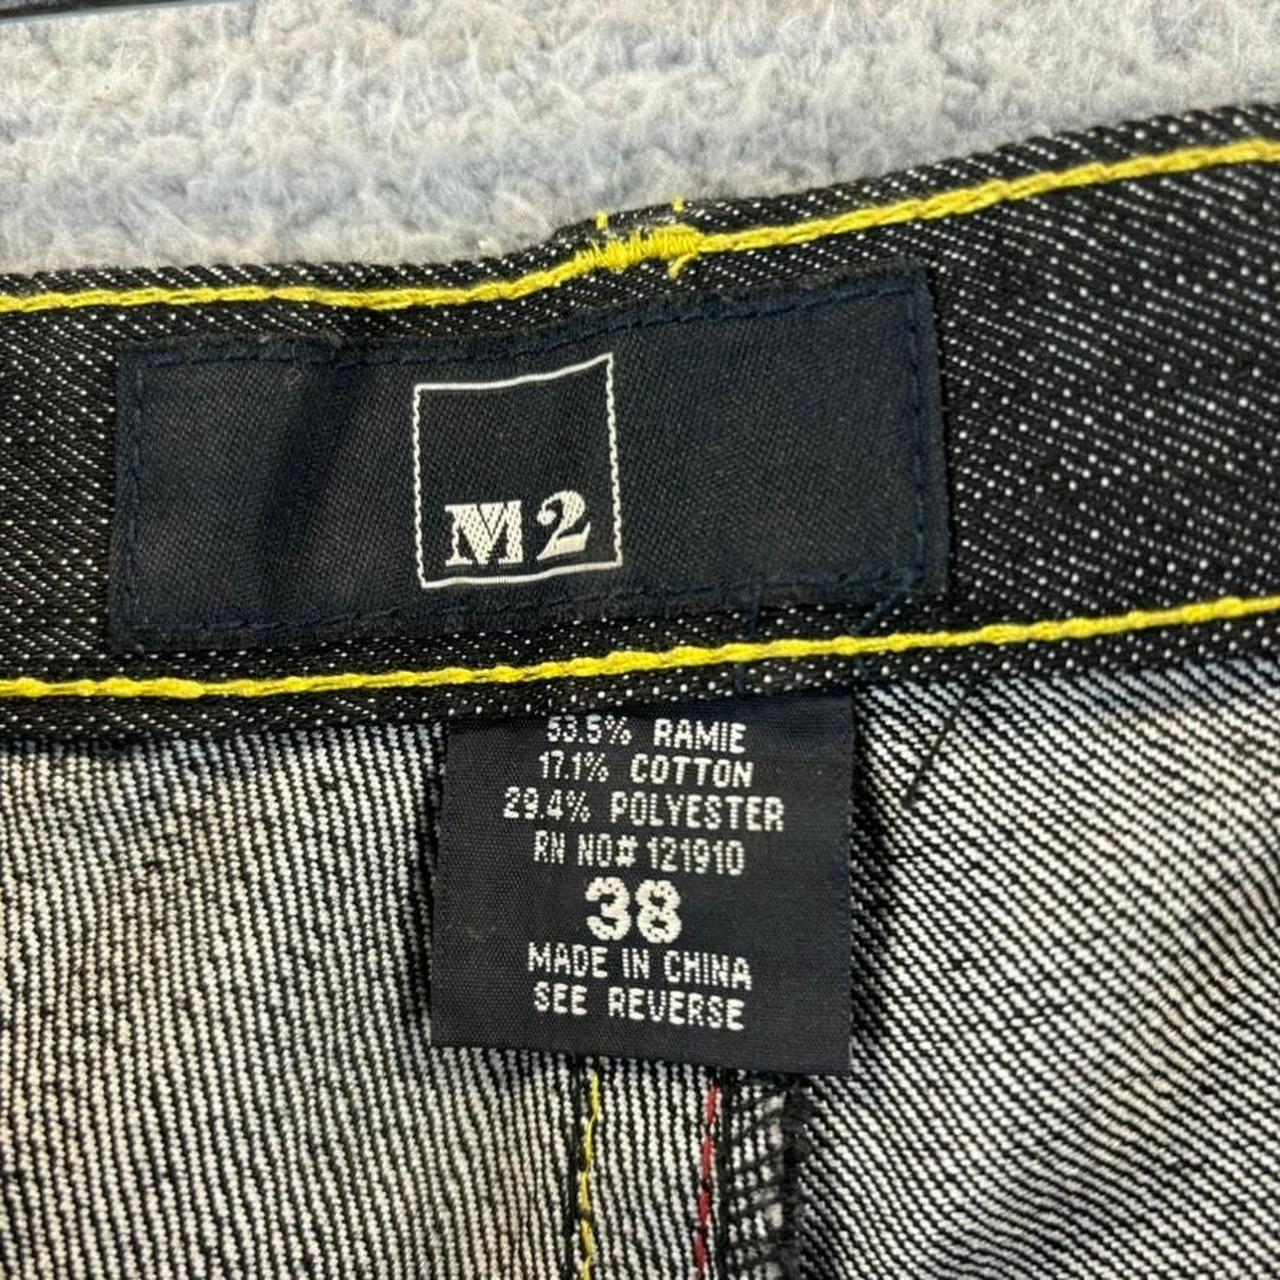 M2
53.5% RAMIE
17.1% COTTON
29.4% POLYESTER
RN NO# 121910
38
MADE IN CHINA
SEE REVERSE